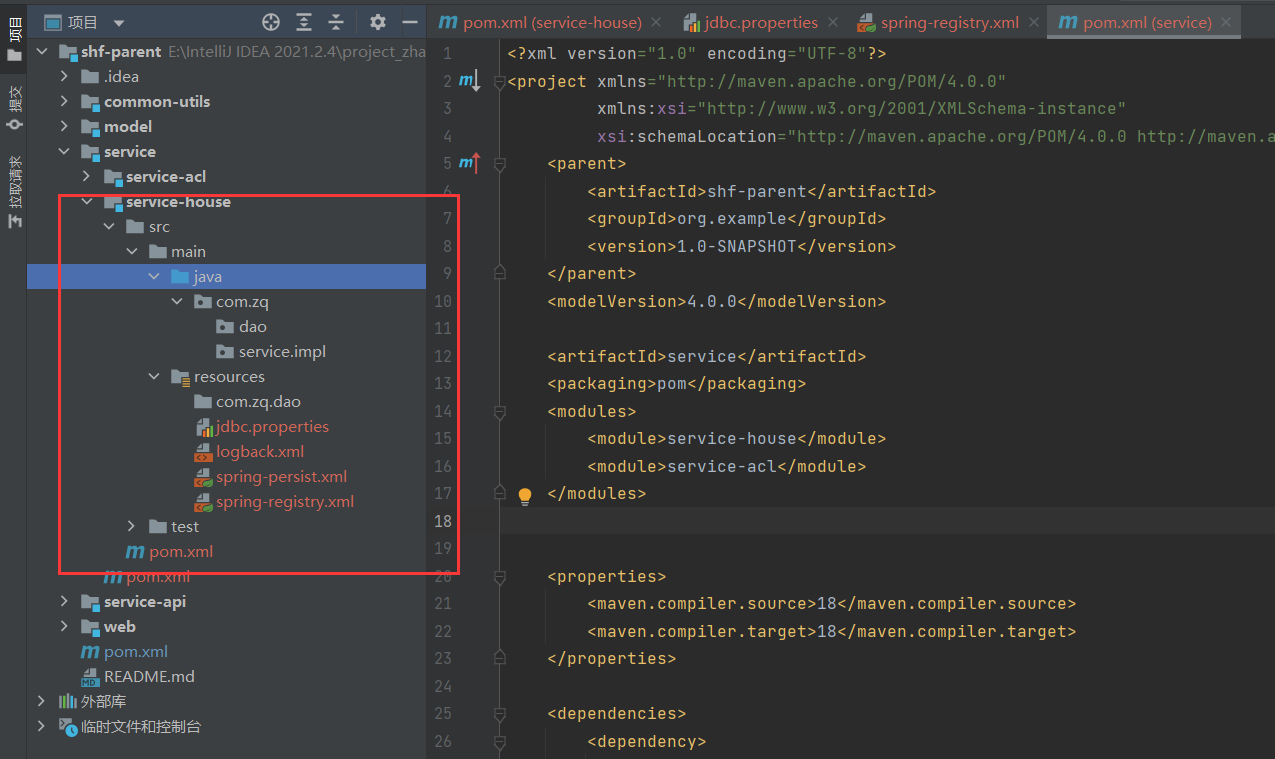 项目
提交
拉取请求
项目
shf-parent E:\IntelliJ IDEA 2021.2.4\project_zha
.idea
common-utils
model
service
service-acl
service-house
src
main
java
com.zq
dao
service.impl
resources
com.zq.dao
jdbc.properties
logback.xml
spring-persist.xml
spring-registry.xml
test
pom.xml
pom.xml
service-api
web
pom.xml
README.md
外部库
临时文件和控制台
pom.xml (service-house)
jdbc.properties
spring-registry.xml
pom.xml (service)
1 <?xml version="1.0" encoding="UTF-8"?>
2 <project xmlns="http://maven.apache.org/POM/4.0.0"
3 xmlns:xsi="http://www.w3.org/2001/XMLSchema-instance"
4 xsi:schemaLocation="http://maven.apache.org/POM/4.0.0 http://maven.a
5 <parent>
6 <artifactId>shf-parent</artifactId>
7 <groupId>org.example</groupId>
8 <version>1.0-SNAPSHOT</version>
9 </parent>
10 <modelVersion>4.0.0</modelVersion>
11
12 <artifactId>service</artifactId>
13 <packaging>pom</packaging>
14 <modules>
15 <module>service-house</module>
16 <module>service-acl</module>
17 </modules>
18
19
20 <properties>
21 <maven.compiler.source>18</maven.compiler.source>
22 <maven.compiler.target>18</maven.compiler.target>
23 </properties>
24
25 <dependencies>
26 <dependency>